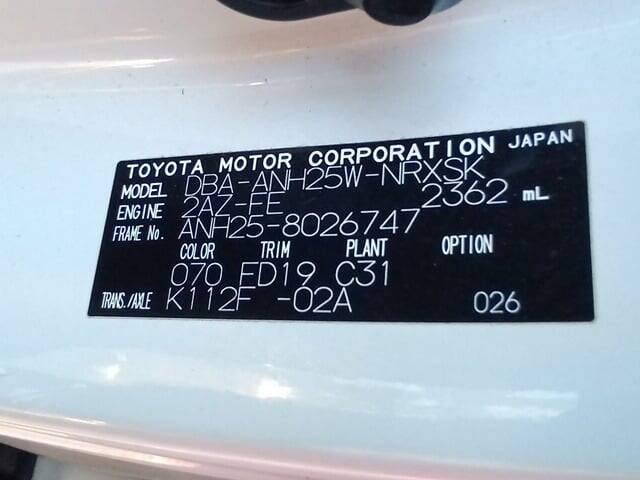 TOYOTA MOTOR CORPORATION JAPAN
MODEL DBA-ANH25W-NRXSK
ENGINE 2AZ-FE 2362 mL
FRAME No. ANH25-8026747
COLOR TRIM PLANT OPTION
070 FD19 C31
TRANS./AXLE K112F -02A 026